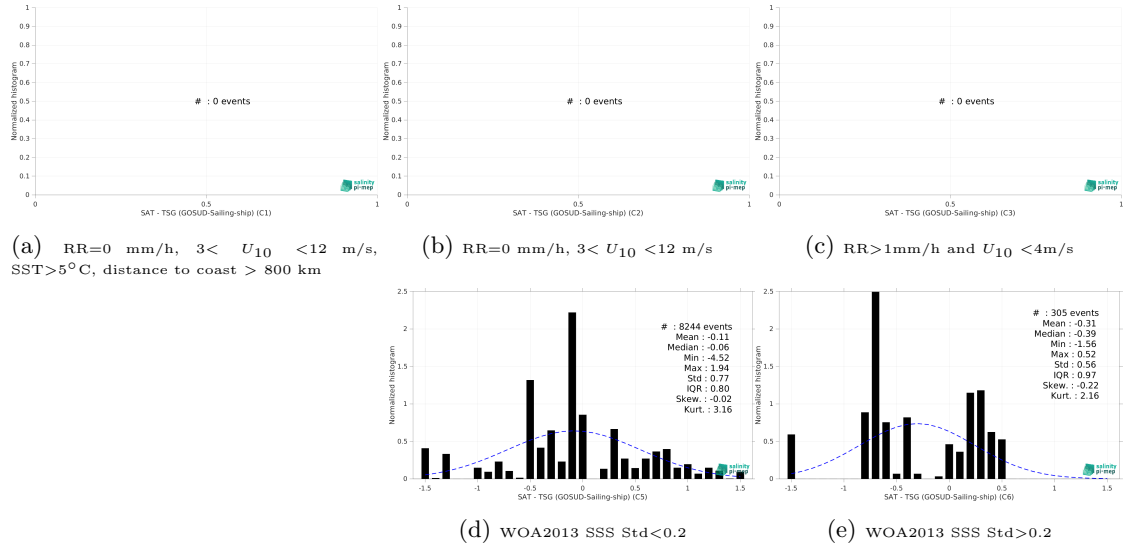 1
0.9
0.8
0.7
0.6
0.5
0.4
0.3
0.2
0.1
0
Normalized histogram
# : 0 events
salinity
pi-mep
0 0.5 1
SAT - TSG (GOSUD-Sailing-ship) (C1)
(a) RR=0 mm/h, 3< U10 <12 m/s,
SST>5°C, distance to coast > 800 km
1
0.9
0.8
0.7
0.6
0.5
0.4
0.3
0.2
0.1
0
Normalized histogram
# : 0 events
salinity
pi-mep
0 0.5 1
SAT - TSG (GOSUD-Sailing-ship) (C2)
(b) RR=0 mm/h, 3< U10 <12 m/s
1
0.9
0.8
0.7
0.6
0.5
0.4
0.3
0.2
0.1
0
Normalized histogram
# : 0 events
salinity
pi-mep
0 0.5 1
SAT - TSG (GOSUD-Sailing-ship) (C3)
(c) RR>1mm/h and U10 <4m/s
2.5
2
1.5
1
0.5
0
Normalized histogram
# : 8244 events
Mean : -0.11
Median : -0.06
Min : -4.52
Max : 1.94
Std : 0.77
IQR : 0.80
Skew. : -0.02
Kurt. : 3.16
salinity
pi-mep
-1.5 -1 -0.5 0 0.5 1 1.5
SAT - TSG (GOSUD-Sailing-ship) (C5)
(d) WOA2013 SSS Std<0.2
2.5
2
1.5
1
0.5
0
Normalized histogram
# : 305 events
Mean : -0.31
Median : -0.39
Min : -1.56
Max : 0.52
Std : 0.56
IQR : 0.97
Skew. : -0.22
Kurt. : 2.16
salinity
pi-mep
-1.5 -1 -0.5 0 0.5 1 1.5
SAT - TSG (GOSUD-Sailing-ship) (C6)
(e) WOA2013 SSS Std>0.2